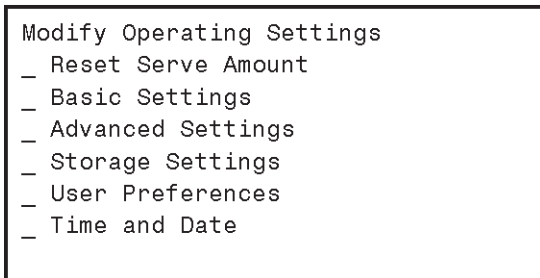 Modify Operating Settings
_ Reset Serve Amount
_ Basic Settings
_ Advanced Settings
_ Storage Settings
_ User Preferences
_ Time and Date